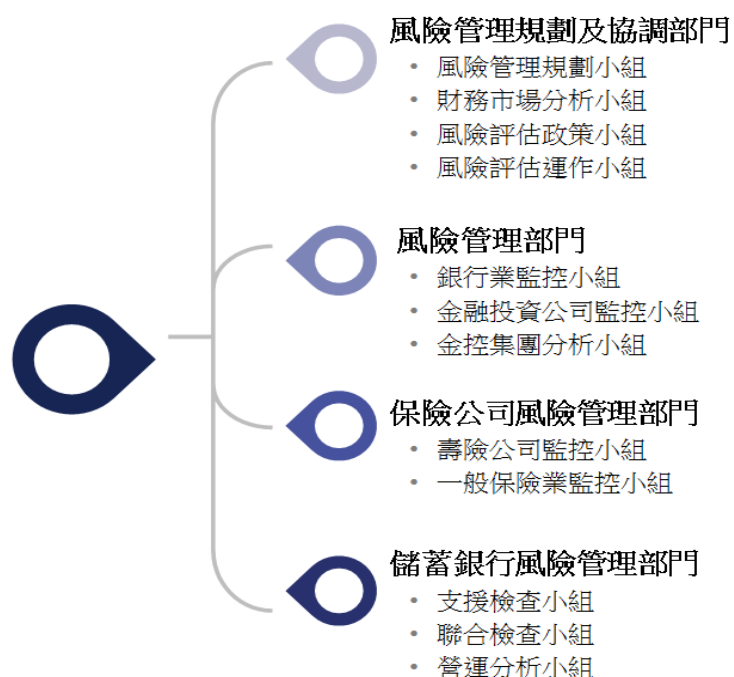 風險管理規劃及協調部門
• 風險管理規劃小組
• 財務市場分析小組
• 風險評估政策小組
• 風險評估運作小組
風險管理部門
• 銀行業監控小組
• 金融投資公司監控小組
• 金控集團分析小組
保險公司風險管理部門
• 壽險公司監控小組
• 一般保險業監控小組
儲蓄銀行風險管理部門
• 支援檢查小組
• 聯合檢查小組
• 營運分析小組